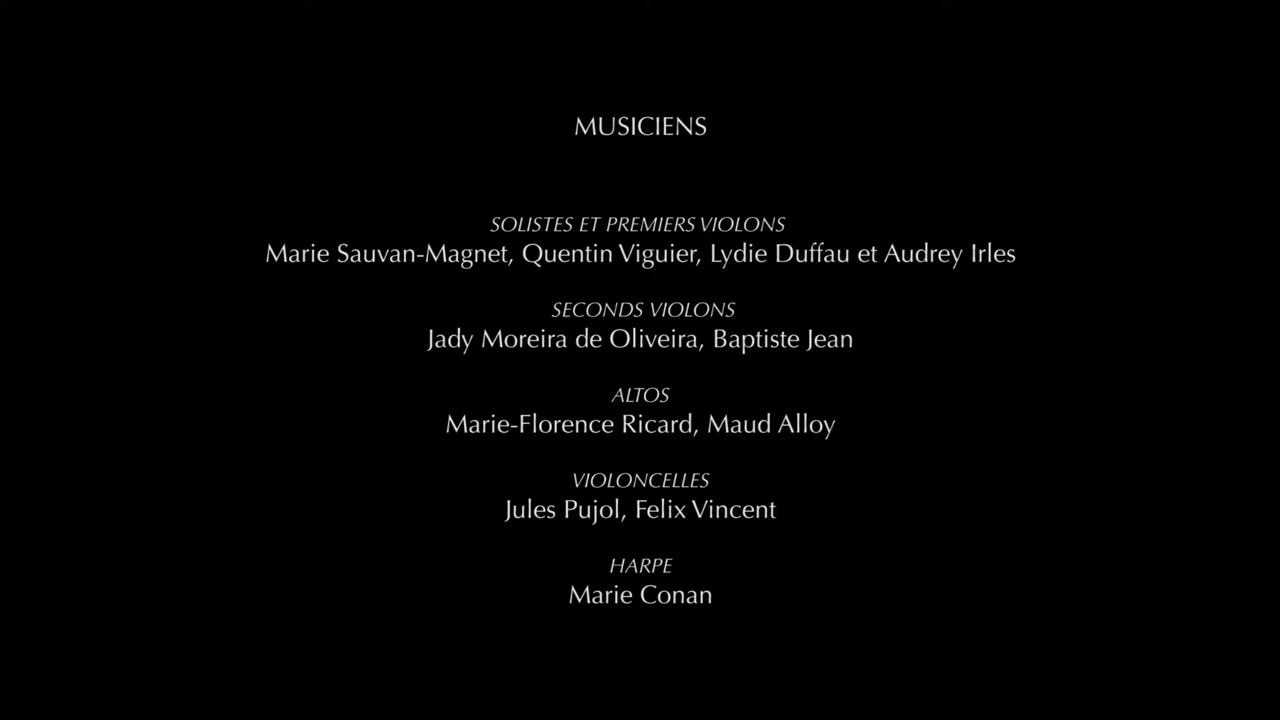 MUSICIENS
SOLISTES ET PREMIERS VIOLONS
Marie Sauvan-Magnet, Quentin Viguier, Lydie Duffau et Audrey Irles
SECONDS VIOLONS
Jady Moreira de Oliveira, Baptiste Jean
ALTOS
Marie-Florence Ricard, Maud Alloy
VIOLONCELLES
Jules Pujol, Felix Vincent
HARPE
Marie Conan